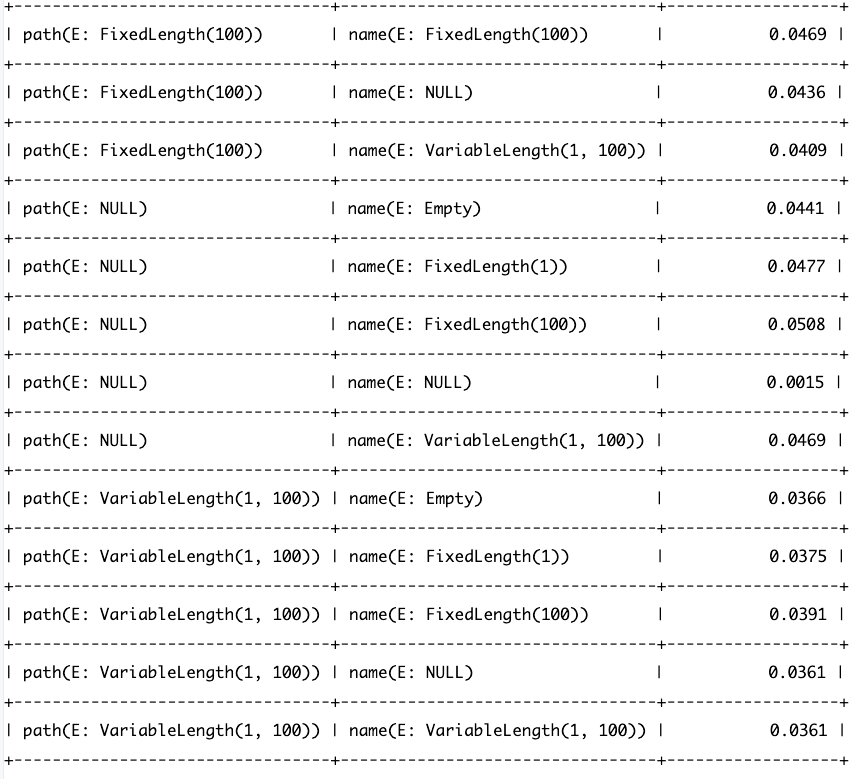 +---------------------------------+---------------------------------+------------------+
| path(E: FixedLength(100)) | name(E: FixedLength(100)) | 0.0469 |
+---------------------------------+---------------------------------+------------------+
| path(E: FixedLength(100)) | name(E: NULL) | 0.0436 |
+---------------------------------+---------------------------------+------------------+
| path(E: FixedLength(100)) | name(E: VariableLength(1, 100)) | 0.0409 |
+---------------------------------+---------------------------------+------------------+
| path(E: NULL) | name(E: Empty) | 0.0441 |
+---------------------------------+---------------------------------+------------------+
| path(E: NULL) | name(E: FixedLength(1)) | 0.0477 |
+---------------------------------+---------------------------------+------------------+
| path(E: NULL) | name(E: FixedLength(100)) | 0.0508 |
+---------------------------------+---------------------------------+------------------+
| path(E: NULL) | name(E: NULL) | 0.0015 |
+---------------------------------+---------------------------------+------------------+
| path(E: NULL) | name(E: VariableLength(1, 100)) | 0.0469 |
+---------------------------------+---------------------------------+------------------+
| path(E: VariableLength(1, 100)) | name(E: Empty) | 0.0366 |
+---------------------------------+---------------------------------+------------------+
| path(E: VariableLength(1, 100)) | name(E: FixedLength(1)) | 0.0375 |
+---------------------------------+---------------------------------+------------------+
| path(E: VariableLength(1, 100)) | name(E: FixedLength(100)) | 0.0391 |
+---------------------------------+---------------------------------+------------------+
| path(E: VariableLength(1, 100)) | name(E: NULL) | 0.0361 |
+---------------------------------+---------------------------------+------------------+
| path(E: VariableLength(1, 100)) | name(E: VariableLength(1, 100)) | 0.0361 |
+---------------------------------+---------------------------------+------------------+